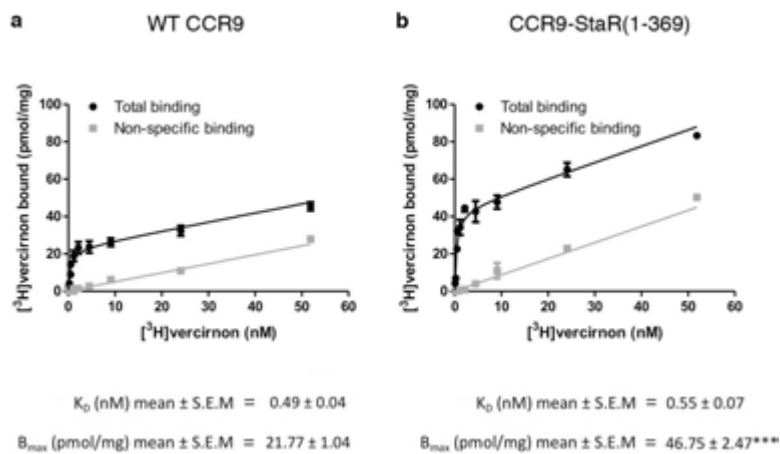 a WT CCR9
100
80
60
40
20
0
[³H]vercirnon bound (pmol/mg)
Total binding
Non-specific binding
0 10 20 30 40 50 60
[³H]vercirnon (nM)
K_D (nM) mean ± S.E.M = 0.49 ± 0.04
B_max (pmol/mg) mean ± S.E.M = 21.77 ± 1.04
b CCR9-StaR(1-369)
100
80
60
40
20
0
[³H]vercirnon bound (pmol/mg)
Total binding
Non-specific binding
0 10 20 30 40 50 60
[³H]vercirnon (nM)
K_D (nM) mean ± S.E.M = 0.55 ± 0.07
B_max (pmol/mg) mean ± S.E.M = 46.75 ± 2.47****